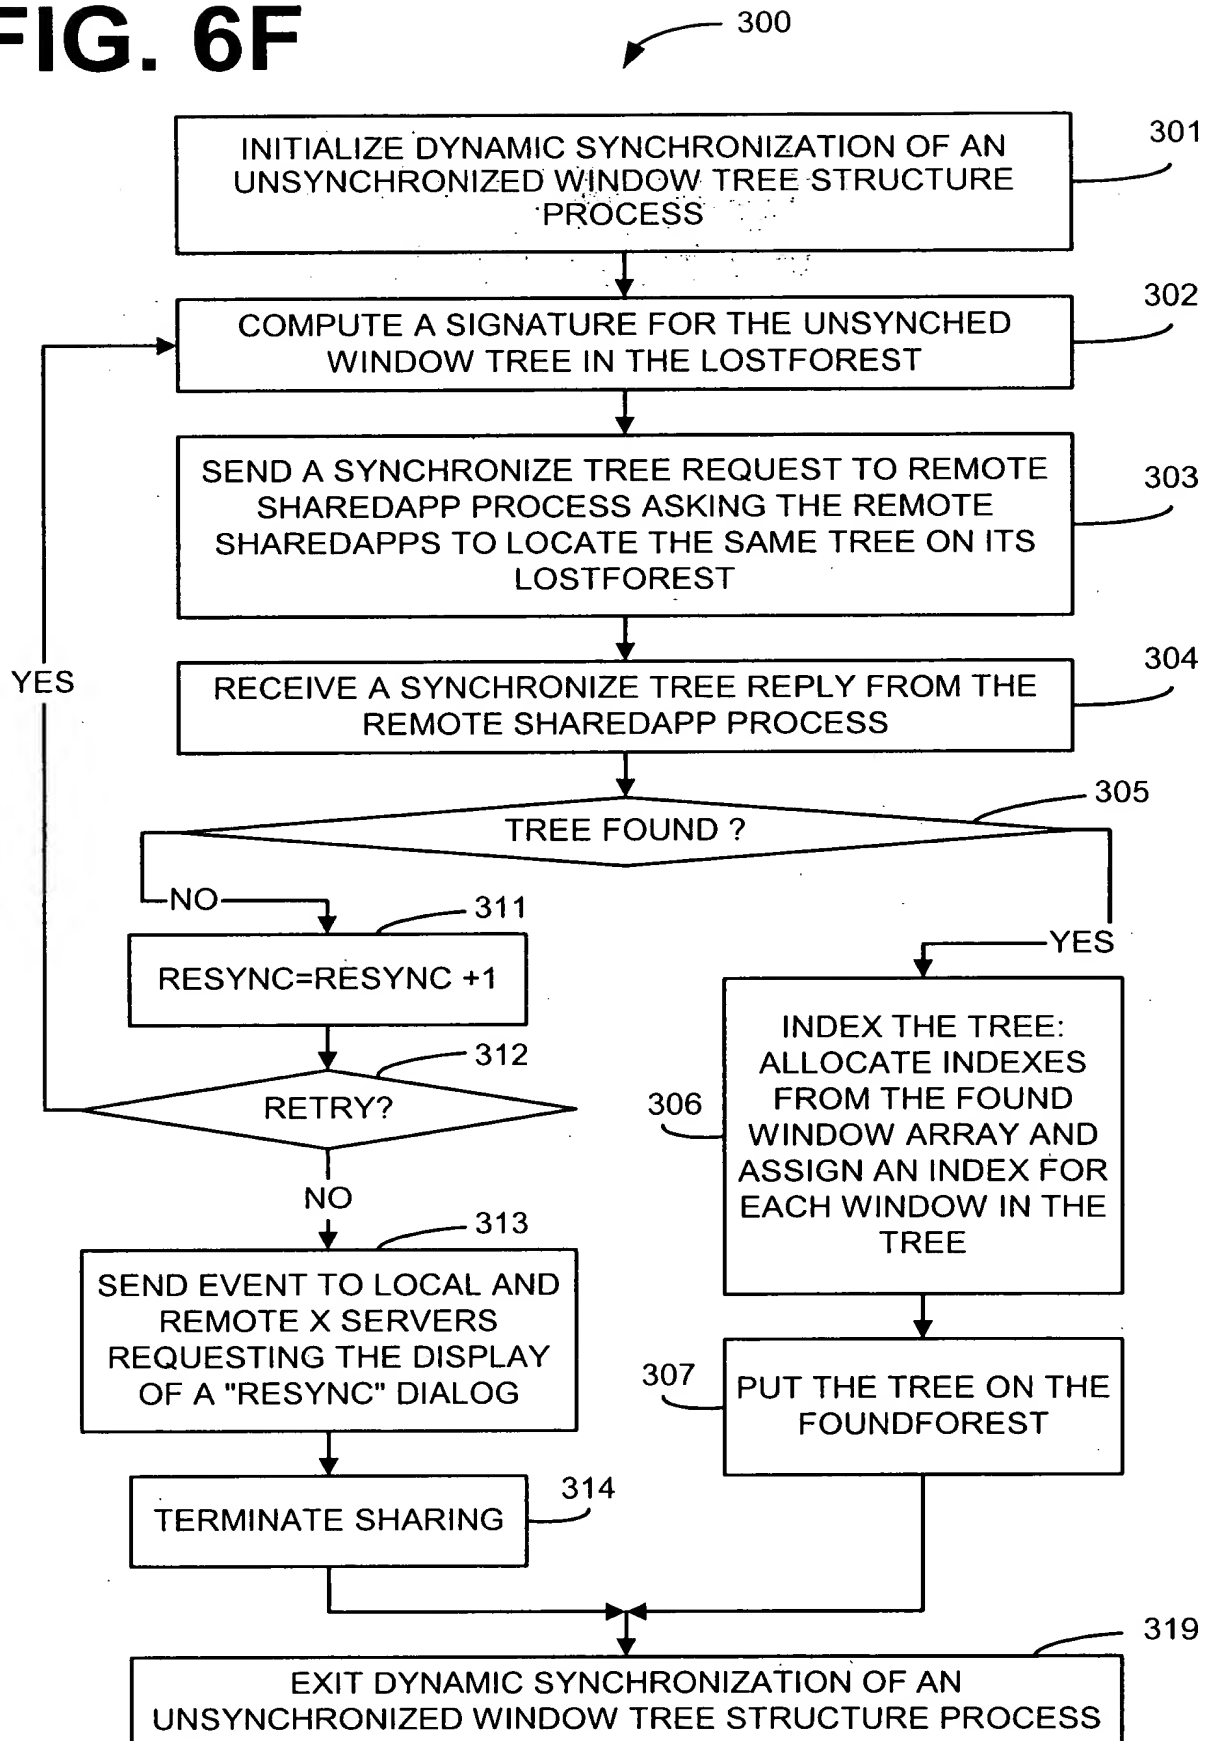 FIG. 6F
300
INITIALIZE DYNAMIC SYNCHRONIZATION OF AN
UNSYNCHRONIZED WINDOW TREE STRUCTURE
PROCESS
301
COMPUTE A SIGNATURE FOR THE UNSYNCHED
WINDOW TREE IN THE LOSTFOREST
302
SEND A SYNCHRONIZE TREE REQUEST TO REMOTE
SHAREDAPP PROCESS ASKING THE REMOTE
SHAREDAPPS TO LOCATE THE SAME TREE ON ITS
LOSTFOREST
303
RECEIVE A SYNCHRONIZE TREE REPLY FROM THE
REMOTE SHAREDAPP PROCESS
304
YES
TREE FOUND ?
305
NO
YES
RESYNC=RESYNC +1
311
RETRY?
312
NO
INDEX THE TREE:
ALLOCATE INDEXES
FROM THE FOUND
WINDOW ARRAY AND
ASSIGN AN INDEX FOR
EACH WINDOW IN THE
TREE
306
SEND EVENT TO LOCAL AND
REMOTE X SERVERS
REQUESTING THE DISPLAY
OF A "RESYNC" DIALOG
313
PUT THE TREE ON THE
FOUNDFOREST
307
TERMINATE SHARING
314
EXIT DYNAMIC SYNCHRONIZATION OF AN
UNSYNCHRONIZED WINDOW TREE STRUCTURE PROCESS
319